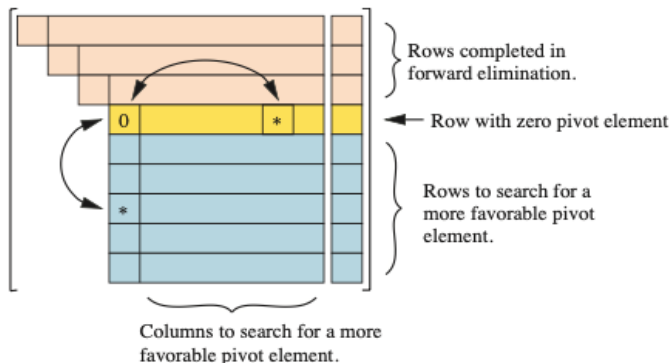 Rows completed in
forward elimination.
0
*
Row with zero pivot element
*
Rows to search for a
more favorable pivot
element.
Columns to search for a more
favorable pivot element.